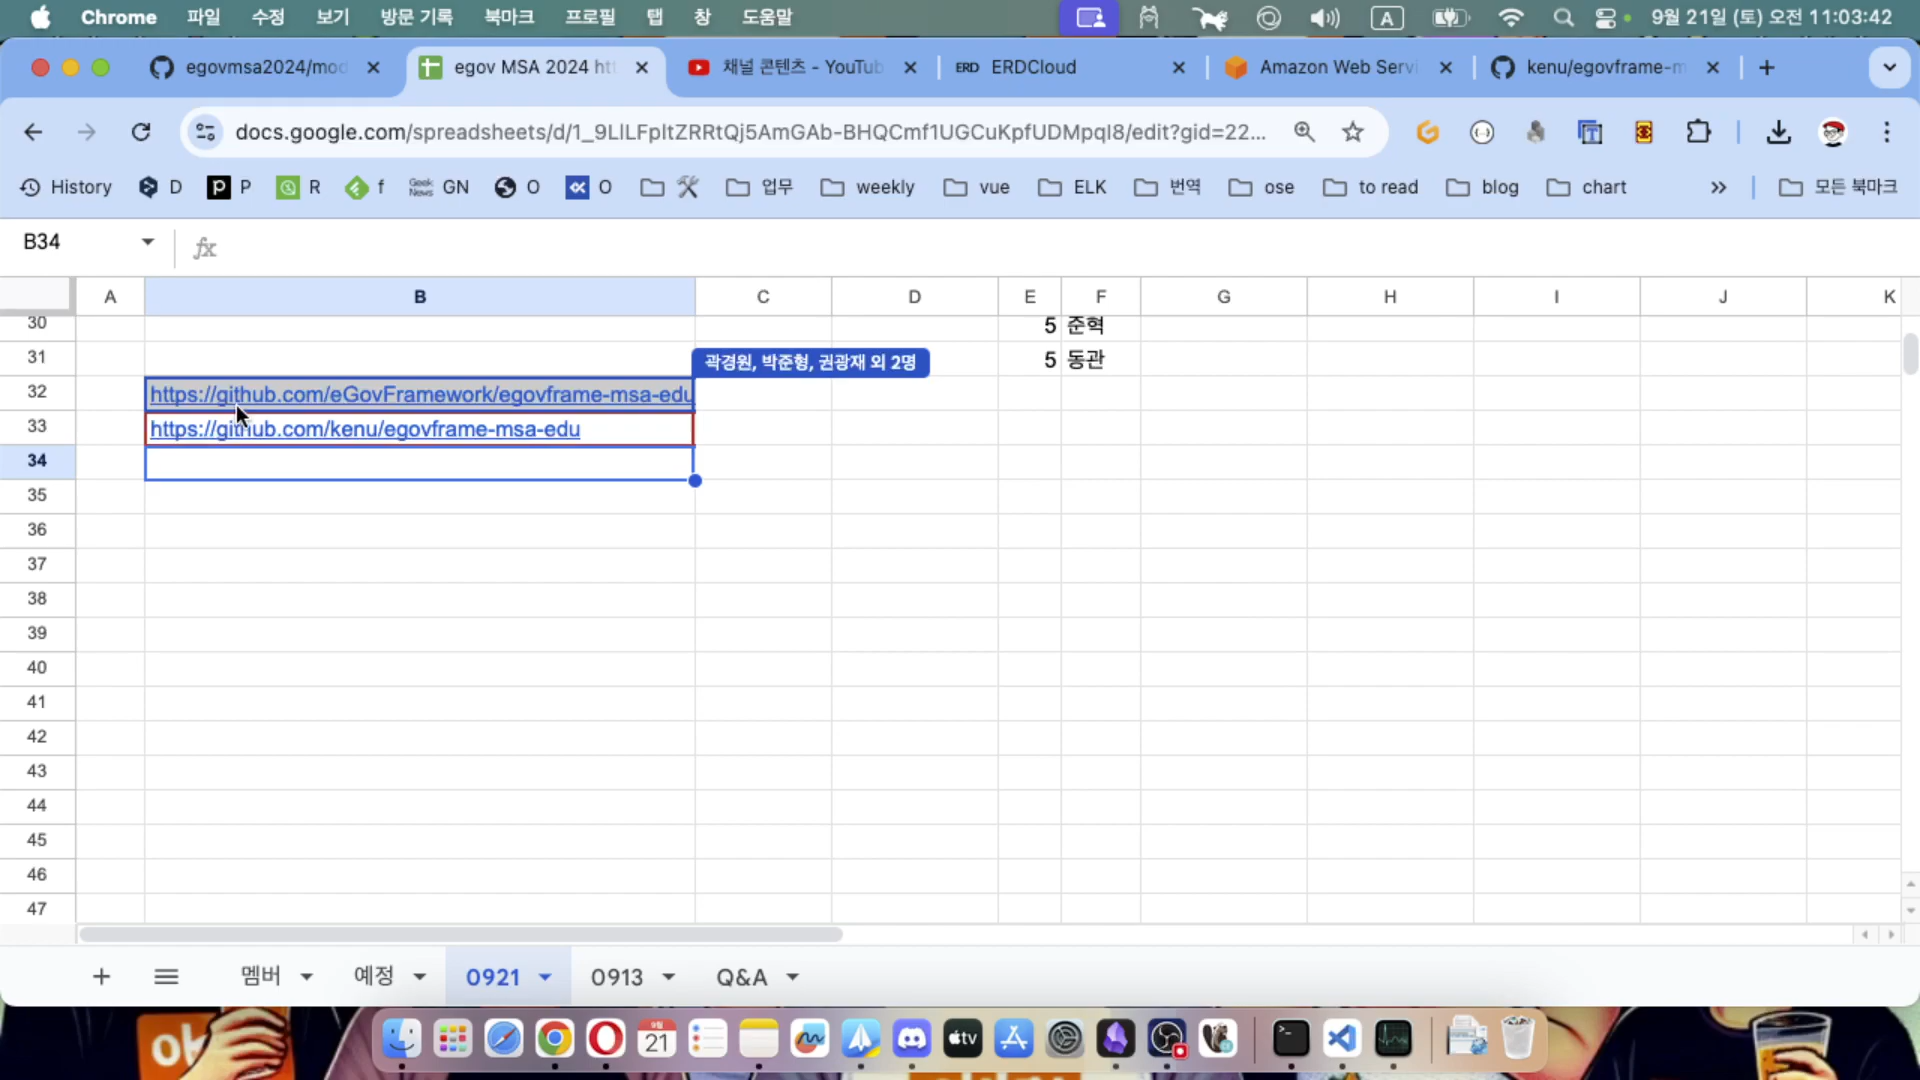 Chrome 파일 수정 보기 방문 기록 북마크 프로필 탭 창 도움말 A 9월 21일 (토) 오전 11:03:42
egovmsa2024/mod egov MSA 2024 htt 채널 콘텐츠 - YouTub ERD ERDCloud Amazon Web Servi kenu/egovframe-m
docs.google.com/spreadsheets/d/1_9LlLFpltZRRtQj5AmGAb-BHQCmf1UGCuKpfUDMpqI8/edit?gid=22...
History D P R f Geek News GN O O 업무 weekly vue ELK 번역 ose to read blog chart 모든 북마크
B34 fx
A B C D E F G H I J K
30 5 준혁
31 5 동관
곽경원, 박준형, 권광재 외 2명
32 https://github.com/eGovFramework/egovframe-msa-edu
33 https://github.com/kenu/egovframe-msa-edu
34
35
36
37
38
39
40
41
42
43
44
45
46
47
멤버 예정 0921 0913 Q&A
ok
9월 21 tv